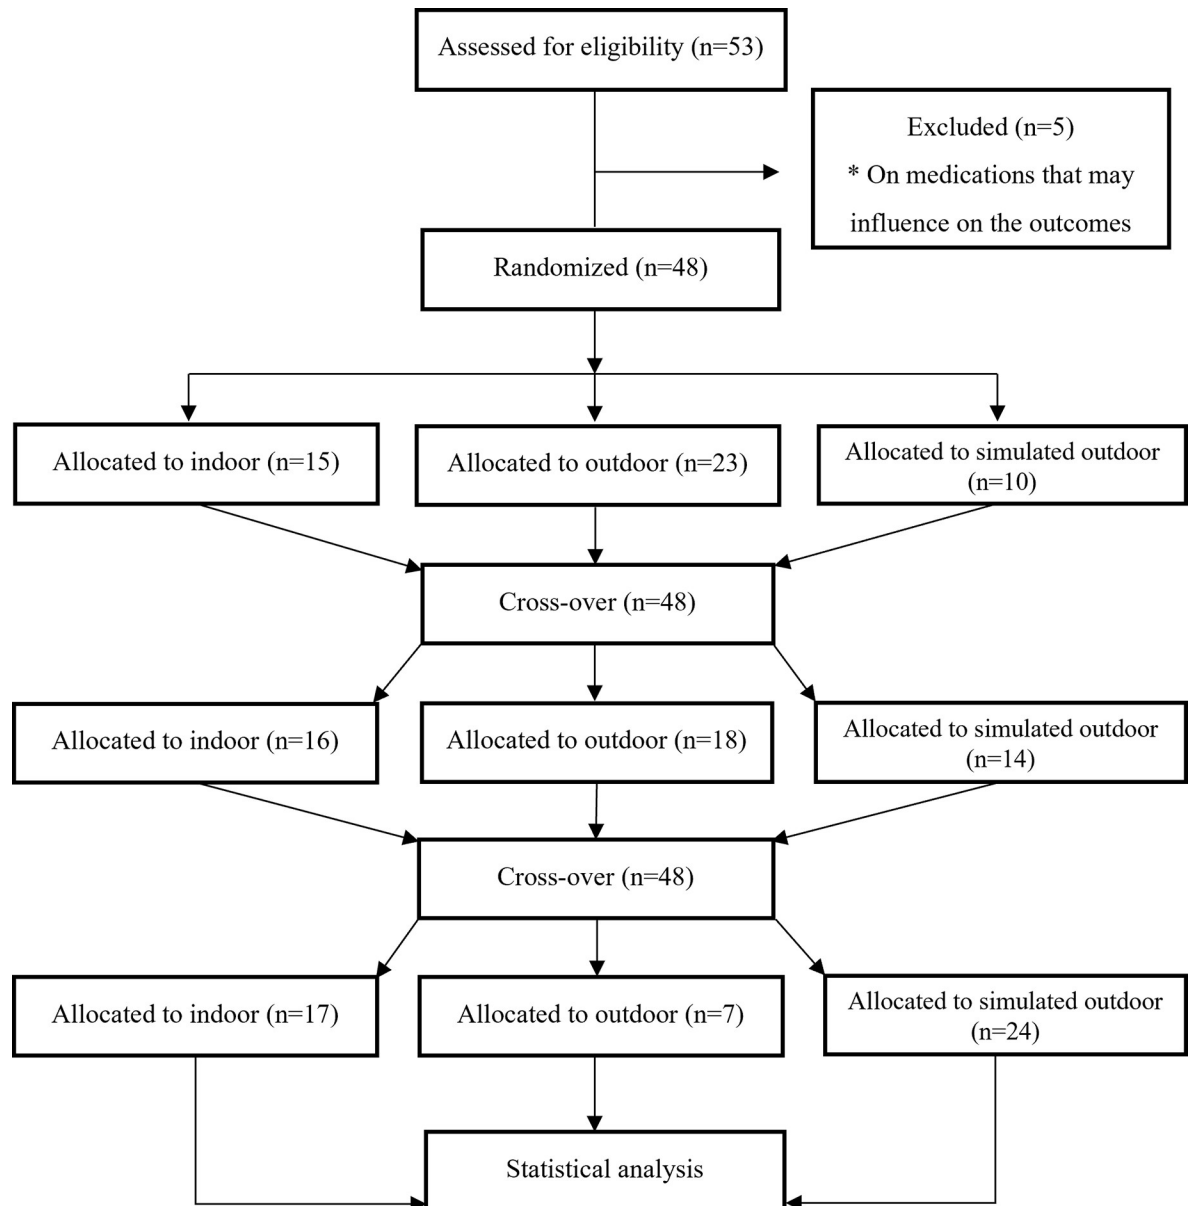 Assessed for eligibility (n=53)
Excluded (n=5)
* On medications that may
influence on the outcomes
Randomized (n=48)
Allocated to indoor (n=15)
Allocated to outdoor (n=23)
Allocated to simulated outdoor
(n=10)
Cross-over (n=48)
Allocated to indoor (n=16)
Allocated to outdoor (n=18)
Allocated to simulated outdoor
(n=14)
Cross-over (n=48)
Allocated to indoor (n=17)
Allocated to outdoor (n=7)
Allocated to simulated outdoor
(n=24)
Statistical analysis